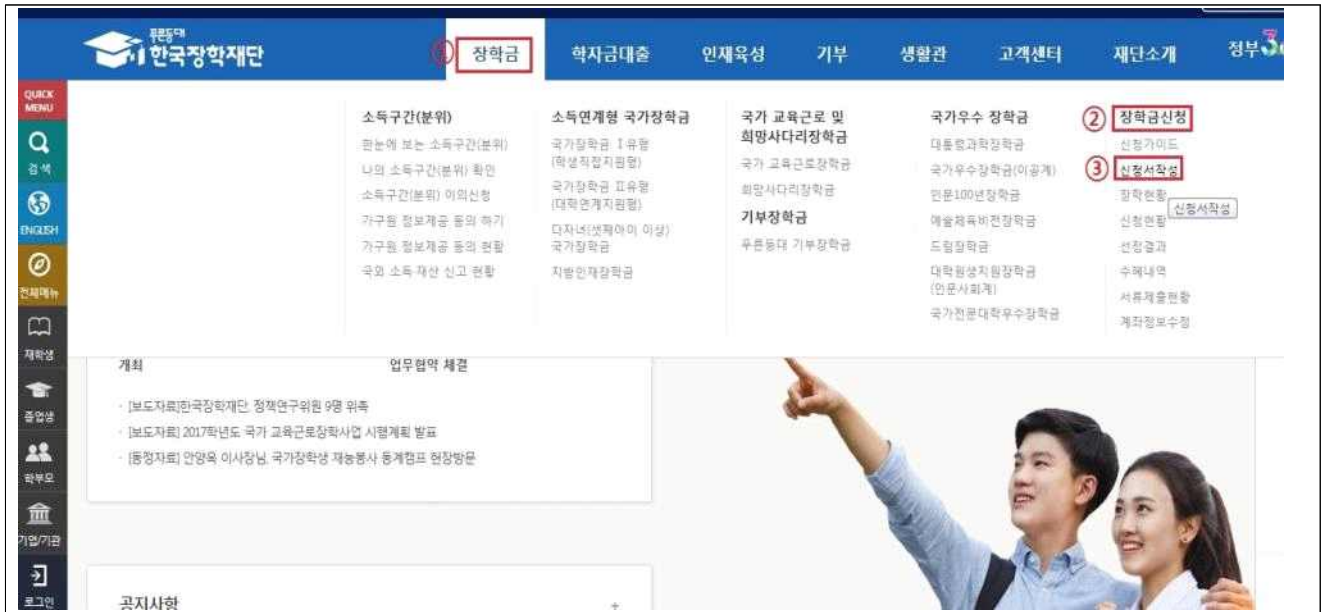 푸른등대
한국장학재단
① 장학금
학자금대출
인재육성
기부
생활관
고객센터
재단소개
정부3
QUICK
MENU
검색
ENGLISH
전체메뉴
재학생
졸업생
학부모
기업/기관
로그인
소득구간(분위)
한눈에 보는 소득구간(분위)
나의 소득구간(분위) 확인
소득구간(분위) 이의신청
가구원 정보제공 동의 하기
가구원 정보제공 동의 현황
국외 소득·재산 신고 현황
소득연계형 국가장학금
국가장학금 Ⅰ유형
(학생직접지원형)
국가장학금 Ⅱ유형
(대학연계지원형)
다자녀(셋째아이 이상)
국가장학금
지방인재장학금
국가 교육근로 및
희망사다리장학금
국가 교육근로장학금
희망사다리장학금
기부장학금
푸른등대 기부장학금
국가우수 장학금
대통령과학장학금
국가우수장학금(이공계)
인문100년장학금
예술체육비전장학금
드림장학금
대학원생지원장학금
(인문사회계)
국가전문대학우수장학금
② 장학금신청
신청가이드
③ 신청서작성
장학현황
신청서작성
신청현황
선정결과
수혜내역
서류제출현황
계좌정보수정
개최
업무협약 체결
· [보도자료]한국장학재단, 정책연구위원 9명 위촉
· [보도자료] 2017학년도 국가 교육근로장학사업 시행계획 발표
· [동정자료] 안양옥 이사장님, 국가장학생 재능봉사 동계캠프 현장방문
공지사항
+